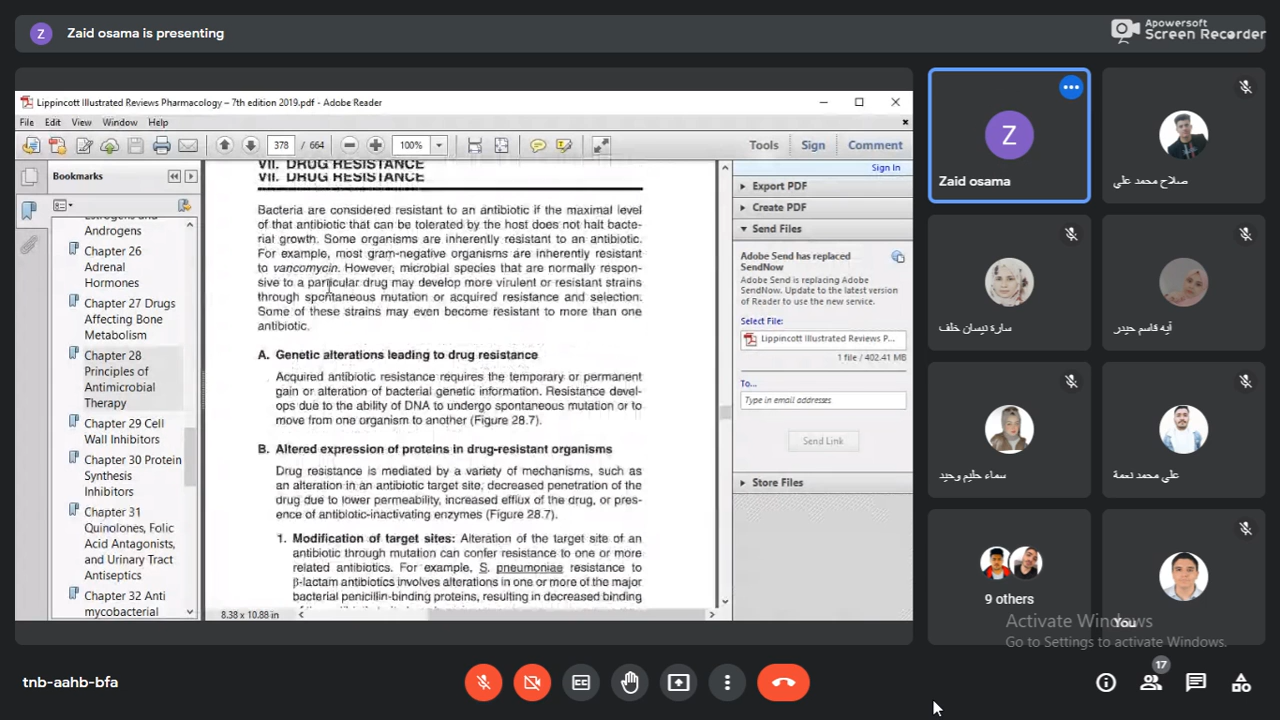 Z
Zaid osama is presenting
Apowersoft
Screen Recorder
Lippincott Illustrated Reviews Pharmacology – 7th edition 2019.pdf - Adobe Reader
File Edit View Window Help
378 / 664
100%
Tools Sign Comment
Bookmarks
Estrogens and
Androgens
Chapter 26
Adrenal
Hormones
Chapter 27 Drugs
Affecting Bone
Metabolism
Chapter 28
Principles of
Antimicrobial
Therapy
Chapter 29 Cell
Wall Inhibitors
Chapter 30 Protein
Synthesis
Inhibitors
Chapter 31
Quinolones, Folic
Acid Antagonists,
and Urinary Tract
Antiseptics
Chapter 32 Anti
mycobacterial
VII. DRUG RESISTANCE
VII. DRUG RESISTANCE
Bacteria are considered resistant to an antibiotic if the maximal level
of that antibiotic that can be tolerated by the host does not halt bacte-
rial growth. Some organisms are inherently resistant to an antibiotic.
For example, most gram-negative organisms are inherently resistant
to vancomycin. However, microbial species that are normally respon-
sive to a particular drug may develop more virulent or resistant strains
through spontaneous mutation or acquired resistance and selection.
Some of these strains may even become resistant to more than one
antibiotic.
A. Genetic alterations leading to drug resistance
Acquired antibiotic resistance requires the temporary or permanent
gain or alteration of bacterial genetic information. Resistance devel-
ops due to the ability of DNA to undergo spontaneous mutation or to
move from one organism to another (Figure 28.7).
B. Altered expression of proteins in drug-resistant organisms
Drug resistance is mediated by a variety of mechanisms, such as
an alteration in an antibiotic target site, decreased penetration of the
drug due to lower permeability, increased efflux of the drug, or pres-
ence of antibiotic-inactivating enzymes (Figure 28.7).
1. Modification of target sites: Alteration of the target site of an
antibiotic through mutation can confer resistance to one or more
related antibiotics. For example, S. pneumoniae resistance to
β-lactam antibiotics involves alterations in one or more of the major
bacterial penicillin-binding proteins, resulting in decreased binding
8.38 x 10.88 in
Sign In
Export PDF
Create PDF
Send Files
Adobe Send has replaced
SendNow
Adobe Send is replacing Adobe
SendNow. Update to the latest version
of Reader to use the new service.
Select File:
Lippincott Illustrated Reviews P...
1 file / 402.41 MB
To...
Type in email addresses
Send Link
Store Files
Z
Zaid osama
صلاح محمد علي
سارة نيسان خلف
آيه قاسم حيدر
سماء حليم وحيد
علي محمد نعمة
9 others
You
Activate Windows
Go to Settings to activate Windows.
tnb-aahb-bfa
17